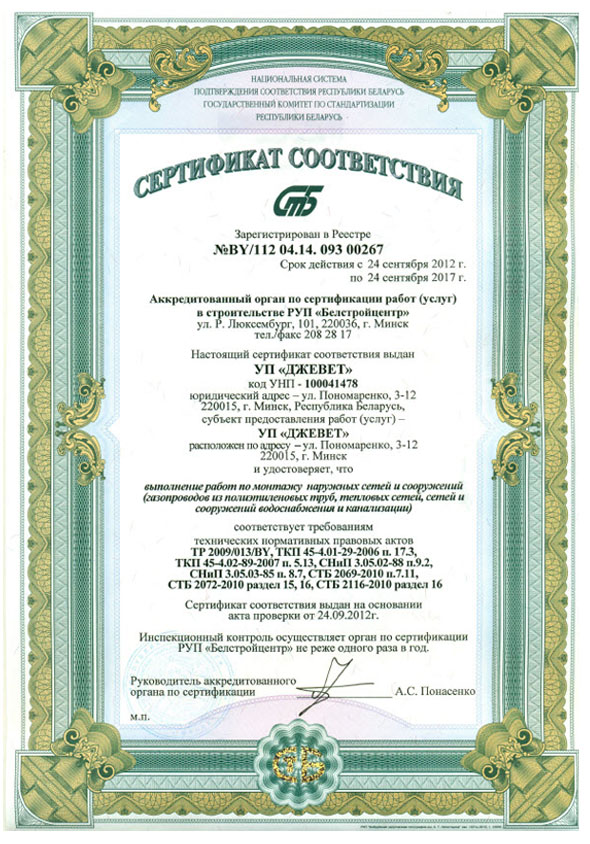 НАЦИОНАЛЬНАЯ СИСТЕМА
ПОДТВЕРЖДЕНИЯ СООТВЕТСТВИЯ РЕСПУБЛИКИ БЕЛАРУСЬ
ГОСУДАРСТВЕННЫЙ КОМИТЕТ ПО СТАНДАРТИЗАЦИИ
РЕСПУБЛИКИ БЕЛАРУСЬ
СЕРТИФИКАТ СООТВЕТСТВИЯ
СТБ
Зарегистрирован в Реестре
№BY/112 04.14. 093 00267
Срок действия с 24 сентября 2012 г.
по 24 сентября 2017 г.
Аккредитованный орган по сертификации работ (услуг)
в строительстве РУП «Белстройцентр»
ул. Р. Люксембург, 101, 220036, г. Минск
тел./факс 208 28 17
Настоящий сертификат соответствия выдан
УП «ДЖЕВЕТ»
код УНП - 100041478
юридический адрес – ул. Пономаренко, 3-12
220015, г. Минск, Республика Беларусь,
субъект предоставления работ (услуг) –
УП «ДЖЕВЕТ»
расположен по адресу – ул. Пономаренко, 3-12
220015, г. Минск
и удостоверяет, что
выполнение работ по монтажу наружных сетей и сооружений
(газопроводов из полиэтиленовых труб, тепловых сетей, сетей и
сооружений водоснабжения и канализации)
соответствует требованиям
технических нормативных правовых актов
ТР 2009/013/BY, ТКП 45-4.01-29-2006 п. 17.3,
ТКП 45-4.02-89-2007 п. 5.13, СНиП 3.05.02-88 п.9.2,
СНиП 3.05.03-85 п. 8.7, СТБ 2069-2010 п.7.11,
СТБ 2072-2010 раздел 15, 16, СТБ 2116-2010 раздел 16
Сертификат соответствия выдан на основании
акта проверки от 24.09.2012г.
Инспекционный контроль осуществляет орган по сертификации
РУП «Белстройцентр» не реже одного раза в год.
Руководитель аккредитованного
органа по сертификации
А.С. Понасенко
м.п.